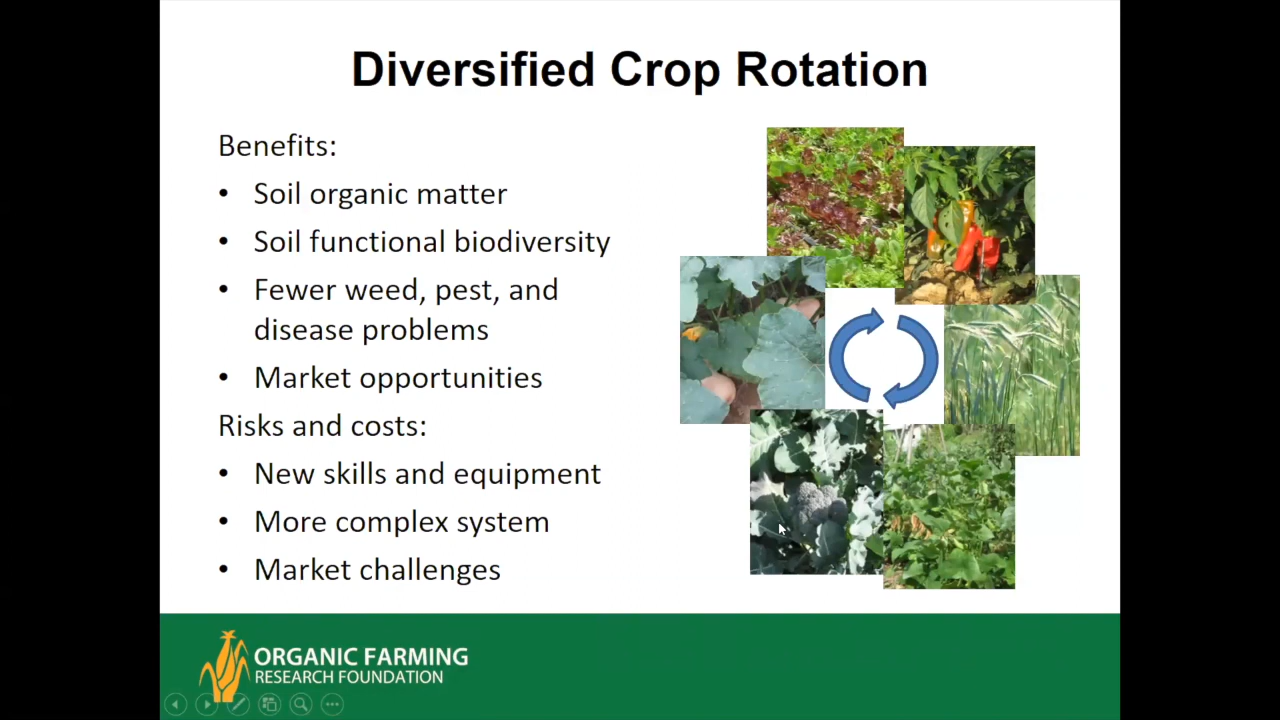 Diversified Crop Rotation
Benefits:
• Soil organic matter
• Soil functional biodiversity
• Fewer weed, pest, and
disease problems
• Market opportunities
Risks and costs:
• New skills and equipment
• More complex system
• Market challenges
ORGANIC FARMING
RESEARCH FOUNDATION